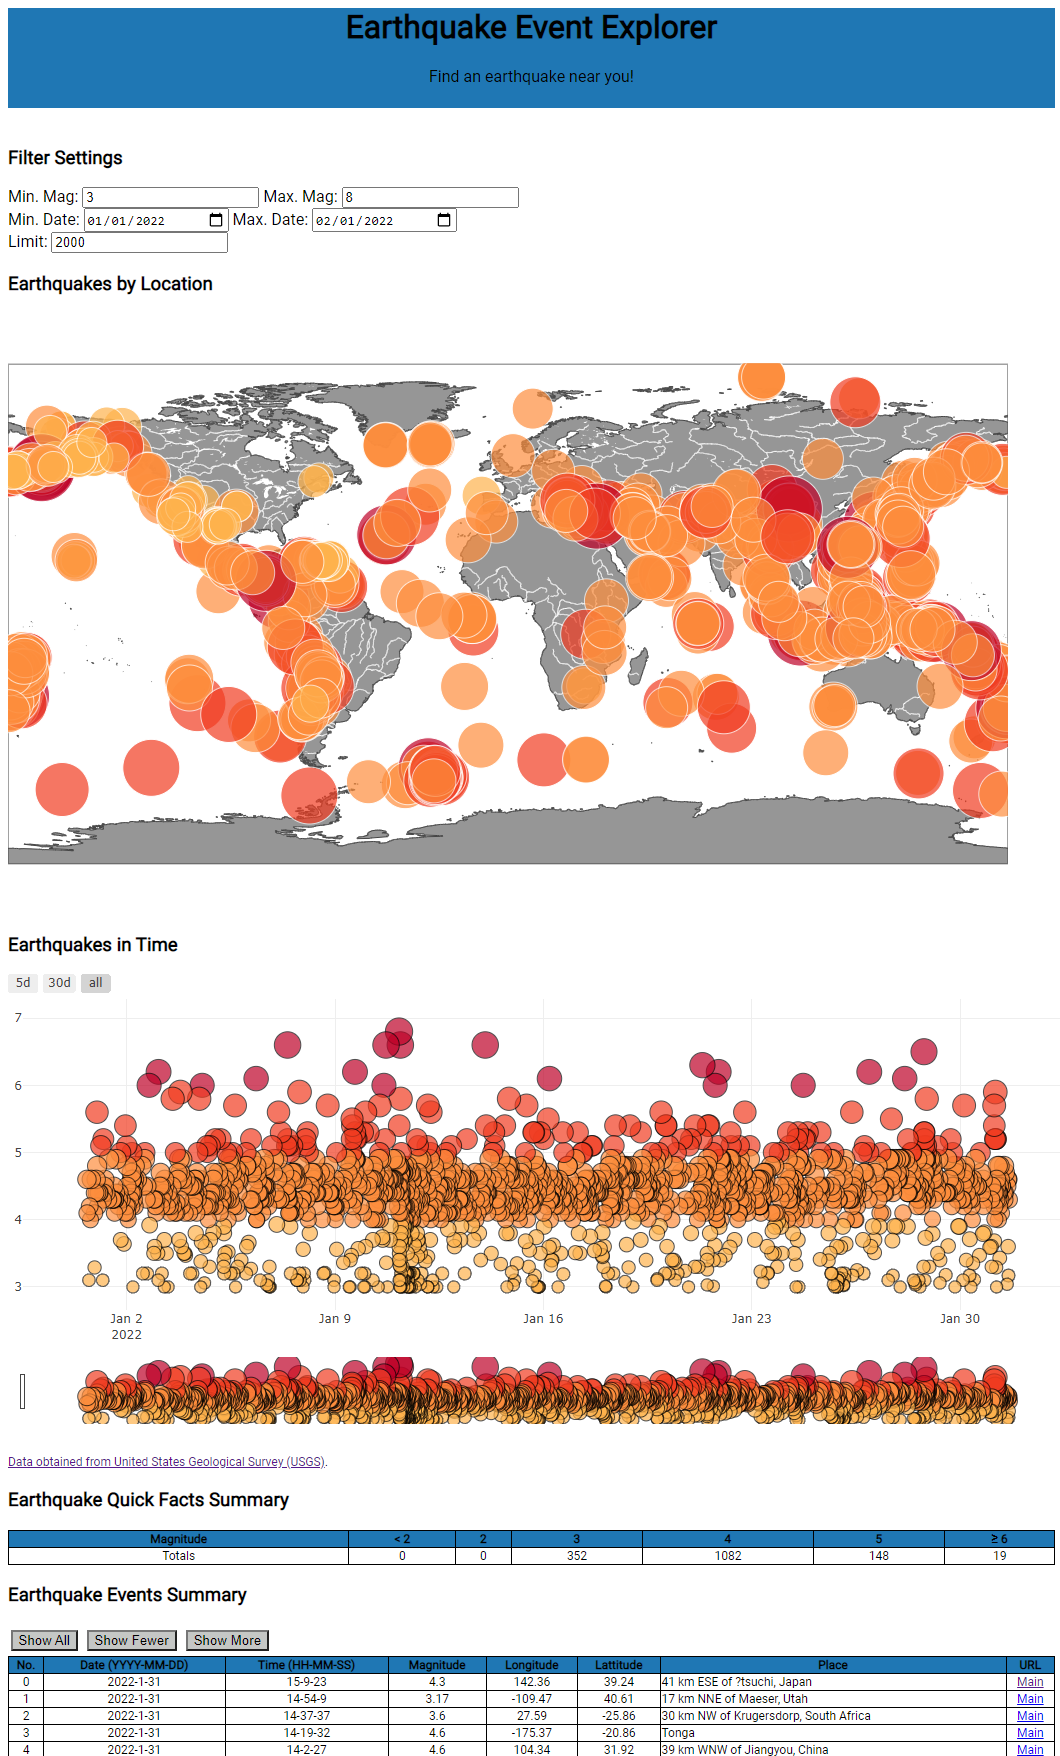 Earthquake Event Explorer
Find an earthquake near you!
Filter Settings
Min. Mag: 3 Max. Mag: 8
Min. Date: 01/01/2022 Max. Date: 02/01/2022
Limit: 2000
Earthquakes by Location
Earthquakes in Time
5d 30d all
7
6
5
4
3
Jan 2 Jan 9 Jan 16 Jan 23 Jan 30
2022
Data obtained from United States Geological Survey (USGS).
Earthquake Quick Facts Summary
Magnitude < 2 2 3 4 5 ≥ 6
Totals 0 0 352 1082 148 19
Earthquake Events Summary
Show All Show Fewer Show More
No. Date (YYYY-MM-DD) Time (HH-MM-SS) Magnitude Longitude Lattitude Place URL
0 2022-1-31 15-9-23 4.3 142.36 39.24 41 km ESE of ?tsuchi, Japan Main
1 2022-1-31 14-54-9 3.17 -109.47 40.61 17 km NNE of Maeser, Utah Main
2 2022-1-31 14-37-37 3.6 27.59 -25.86 30 km NW of Krugersdorp, South Africa Main
3 2022-1-31 14-19-32 4.6 -175.37 -20.86 Tonga Main
4 2022-1-31 14-2-27 4.6 104.34 31.92 39 km WNW of Jiangyou, China Main